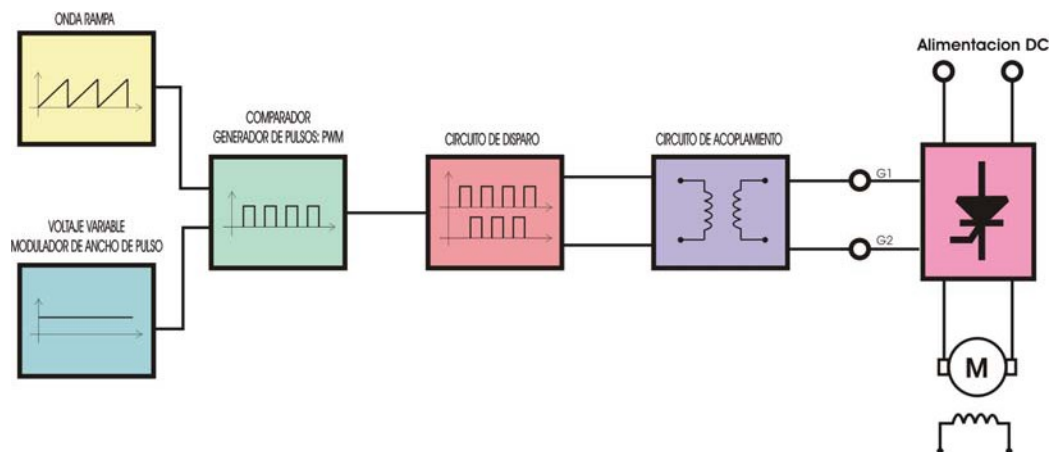 ONDA RAMPA
Alimentacion DC
COMPARADOR
GENERADOR DE PULSOS: PWM
CIRCUITO DE DISPARO
CIRCUITO DE ACOPLAMIENTO
G1
VOLTAJE VARIABLE
MODULADOR DE ANCHO DE PULSO
G2
M